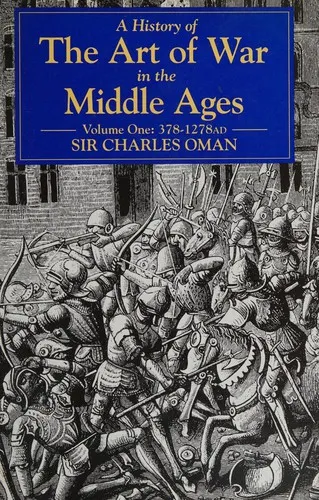 A History of
The Art of War
in the
Middle Ages
Volume One: 378-1278AD
SIR CHARLES OMAN